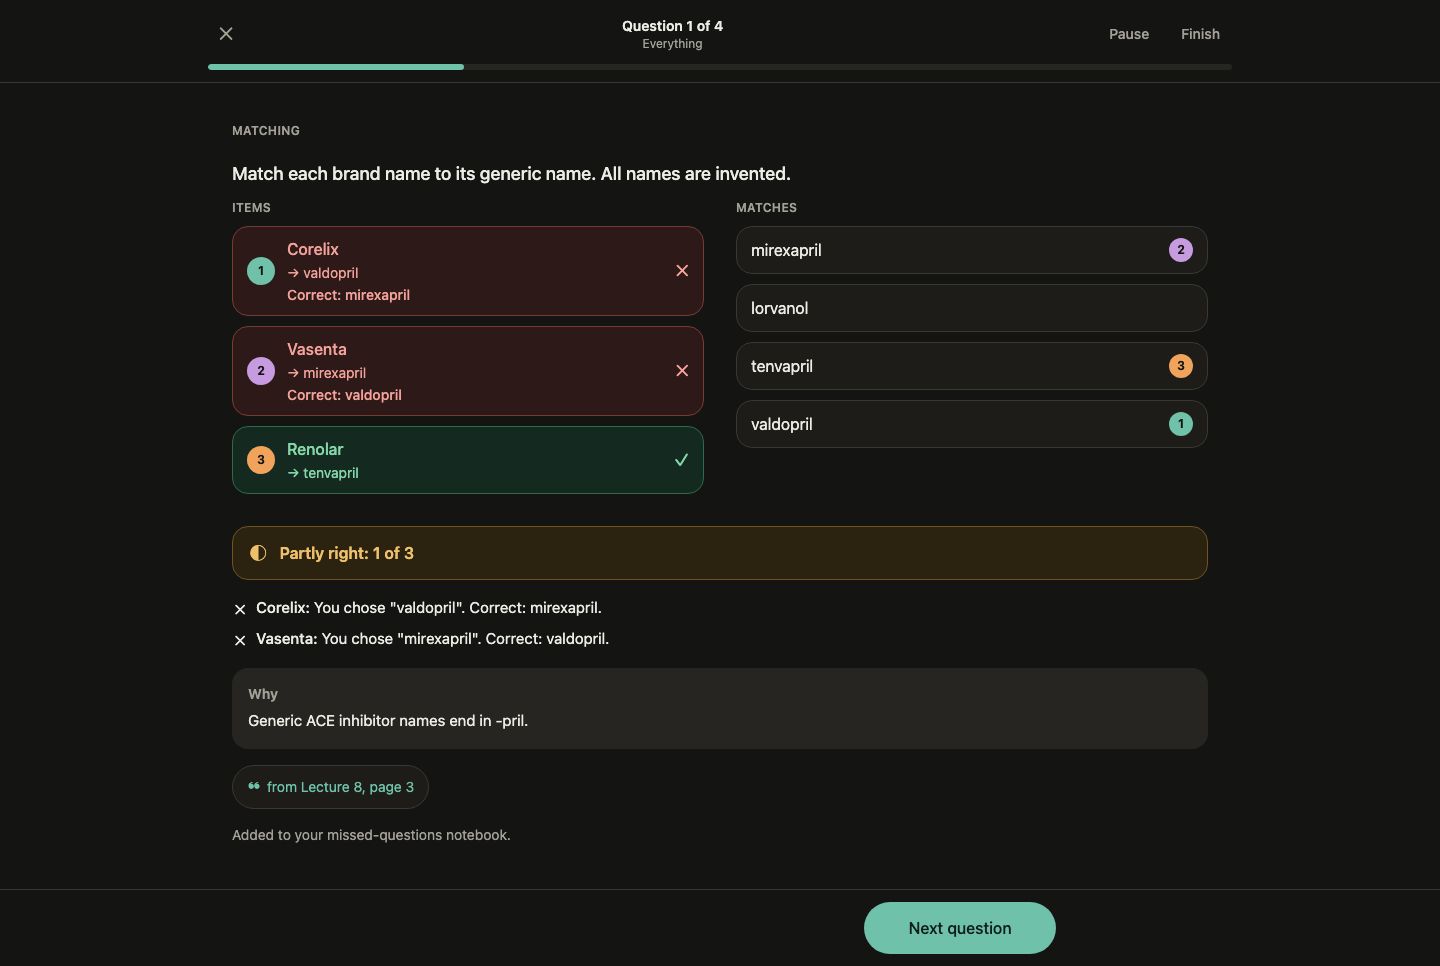 Question 1 of 4
Everything
Pause
Finish
MATCHING
Match each brand name to its generic name. All names are invented.
ITEMS
1
Corelix
→ valdopril
Correct: mirexapril
2
Vasenta
→ mirexapril
Correct: valdopril
3
Renolar
→ tenvapril
MATCHES
mirexapril 2
lorvanol
tenvapril 3
valdopril 1
Partly right: 1 of 3
Corelix: You chose "valdopril". Correct: mirexapril.
Vasenta: You chose "mirexapril". Correct: valdopril.
Why
Generic ACE inhibitor names end in -pril.
from Lecture 8, page 3
Added to your missed-questions notebook.
Next question